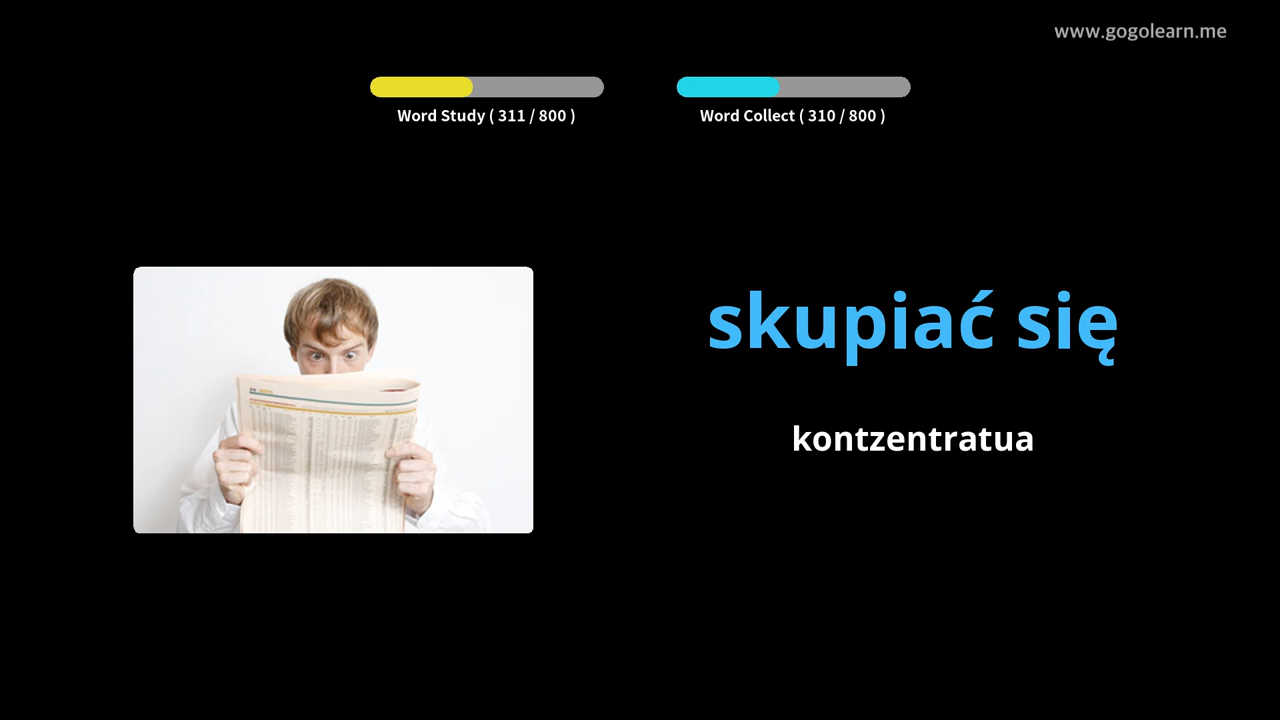 www.gogolearn.me
Word Study ( 311 / 800 )
Word Collect ( 310 / 800 )
skupiać się
kontzentratua